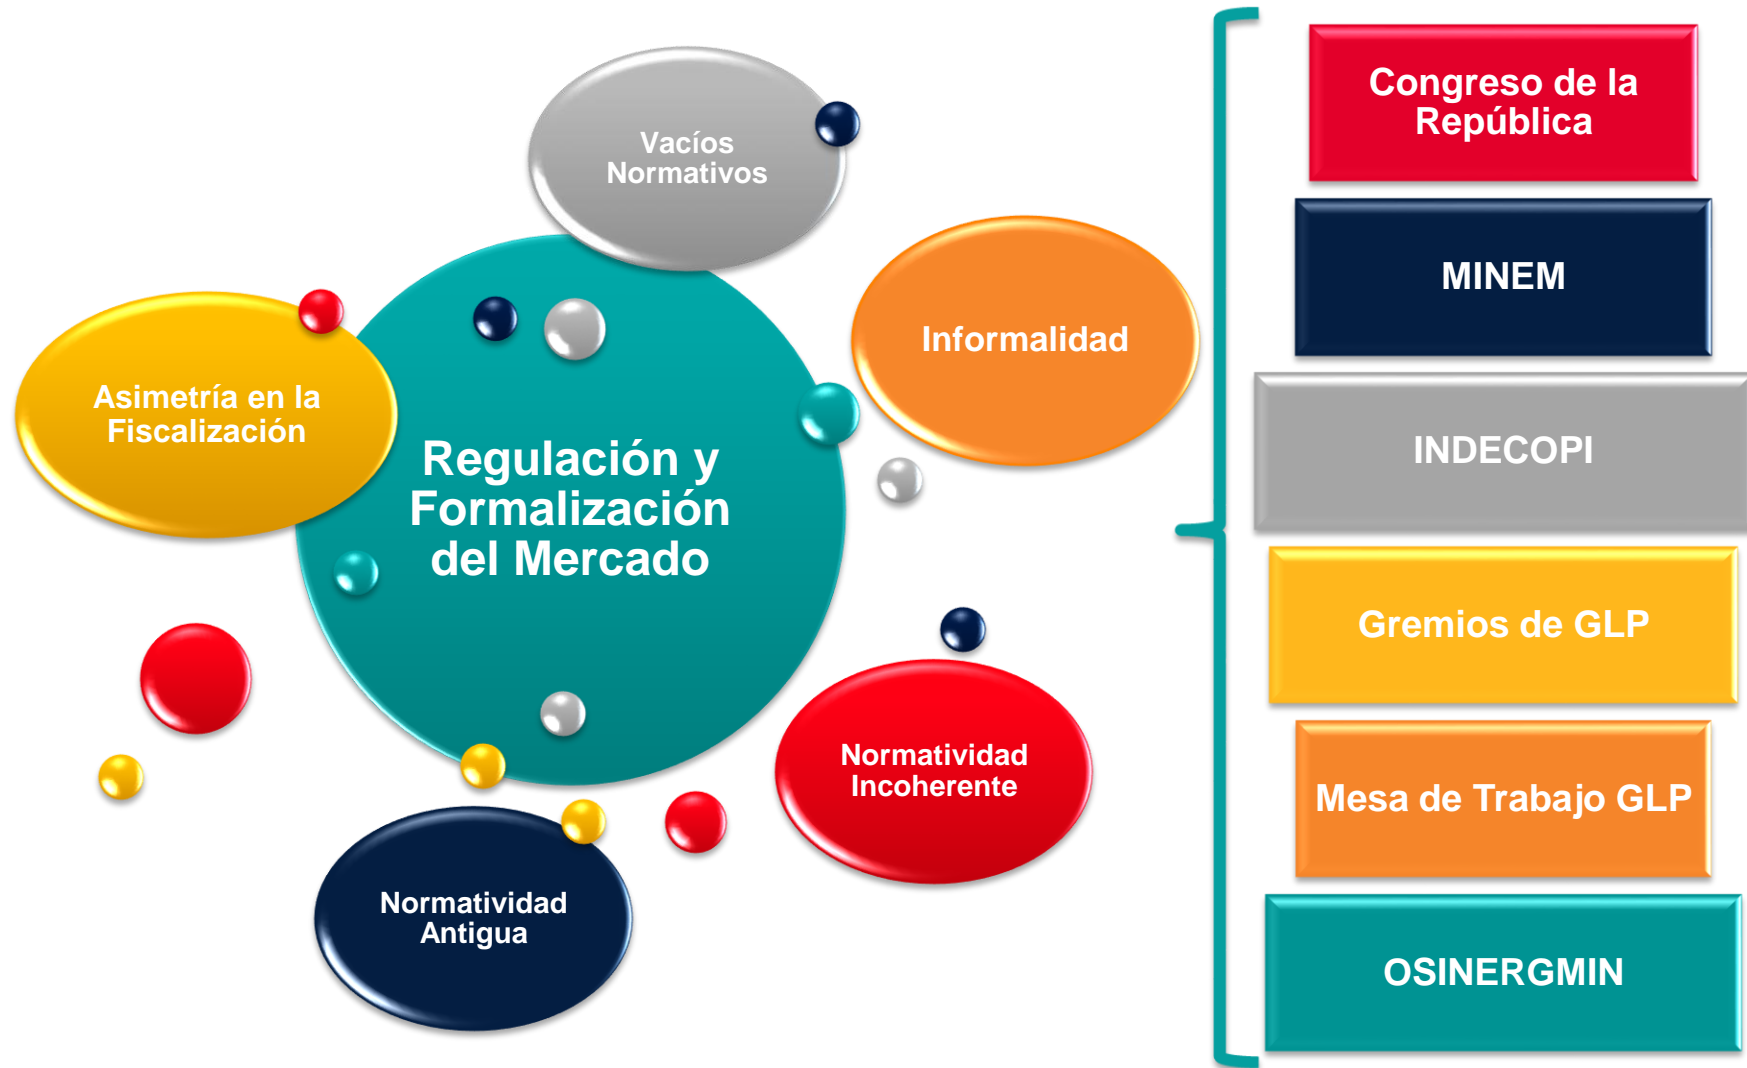 Vacíos
Normativos
Informalidad
Asimetría en la
Fiscalización
Regulación y
Formalización
del Mercado
Normatividad
Incoherente
Normatividad
Antigua
Congreso de la
República
MINEM
INDECOPI
Gremios de GLP
Mesa de Trabajo GLP
OSINERGMIN